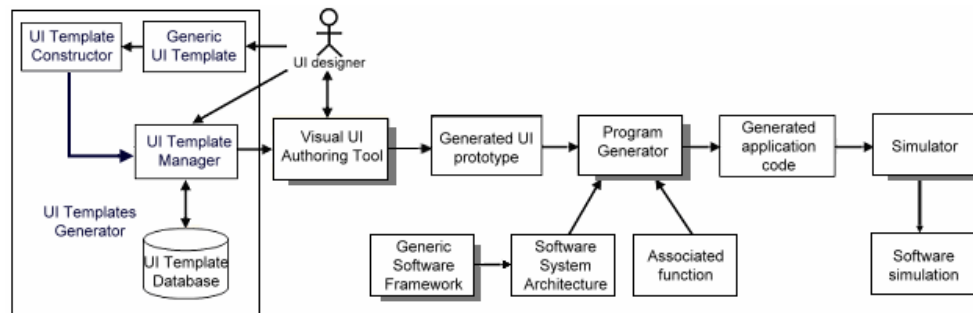 UI Template
Constructor
Generic
UI Template
UI designer
UI Template
Manager
Visual UI
Authoring Tool
Generated UI
prototype
Program
Generator
Generated
application
code
Simulator
UI Templates
Generator
UI Template
Database
Generic
Software
Framework
Software
System
Architecture
Associated
function
Software
simulation